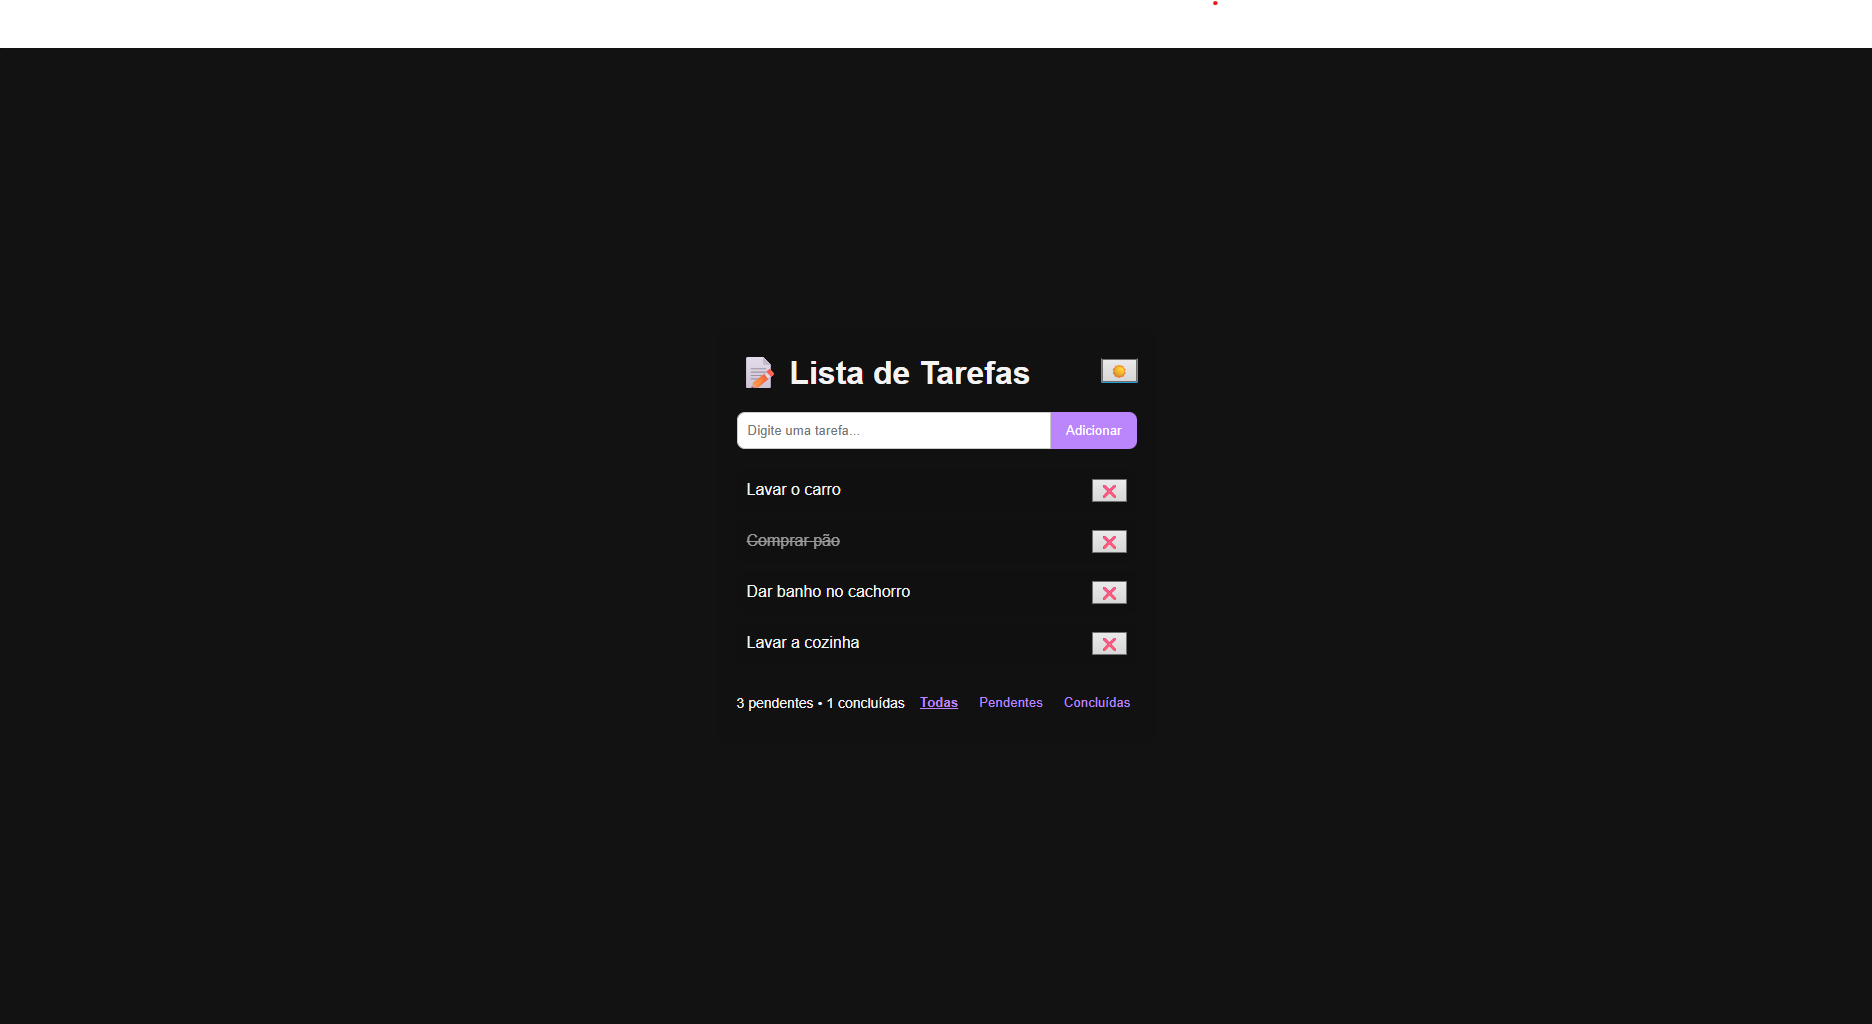 Lista de Tarefas
Digite uma tarefa...
Adicionar
Lavar o carro
Comprar pão
Dar banho no cachorro
Lavar a cozinha
3 pendentes • 1 concluídas Todas Pendentes Concluídas